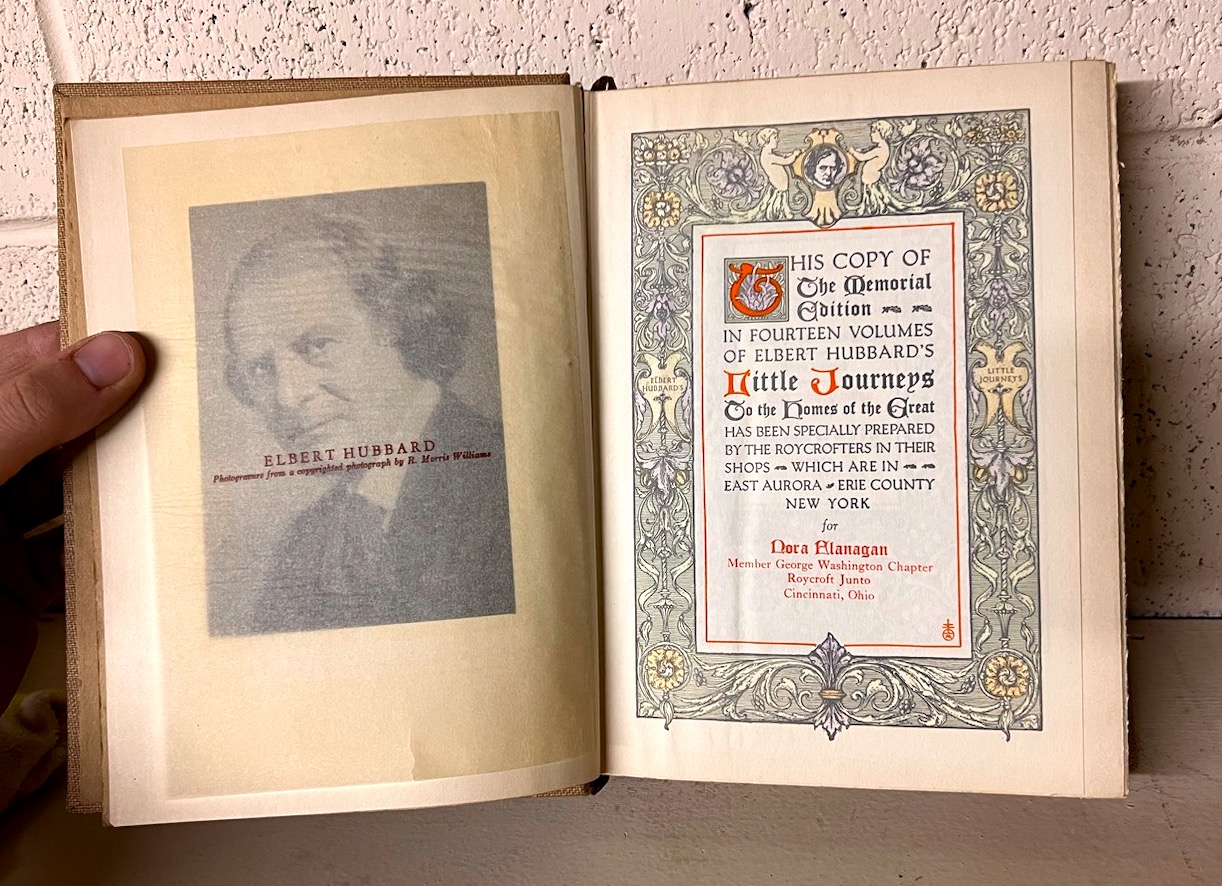 ELBERT HUBBARD
Photogravure from a copyrighted photograph by R. Morris Williams
THIS COPY OF
The Memorial
Edition
IN FOURTEEN VOLUMES
OF ELBERT HUBBARD'S
Little Journeys
To the Homes of the Great
HAS BEEN SPECIALLY PREPARED
BY THE ROYCROFTERS IN THEIR
SHOPS WHICH ARE IN
EAST AURORA ERIE COUNTY
NEW YORK
for
Nora Flanagan
Member George Washington Chapter
Roycroft Junto
Cincinnati, Ohio
ELBERT
HUBBARD'S
LITTLE
JOURNEYS